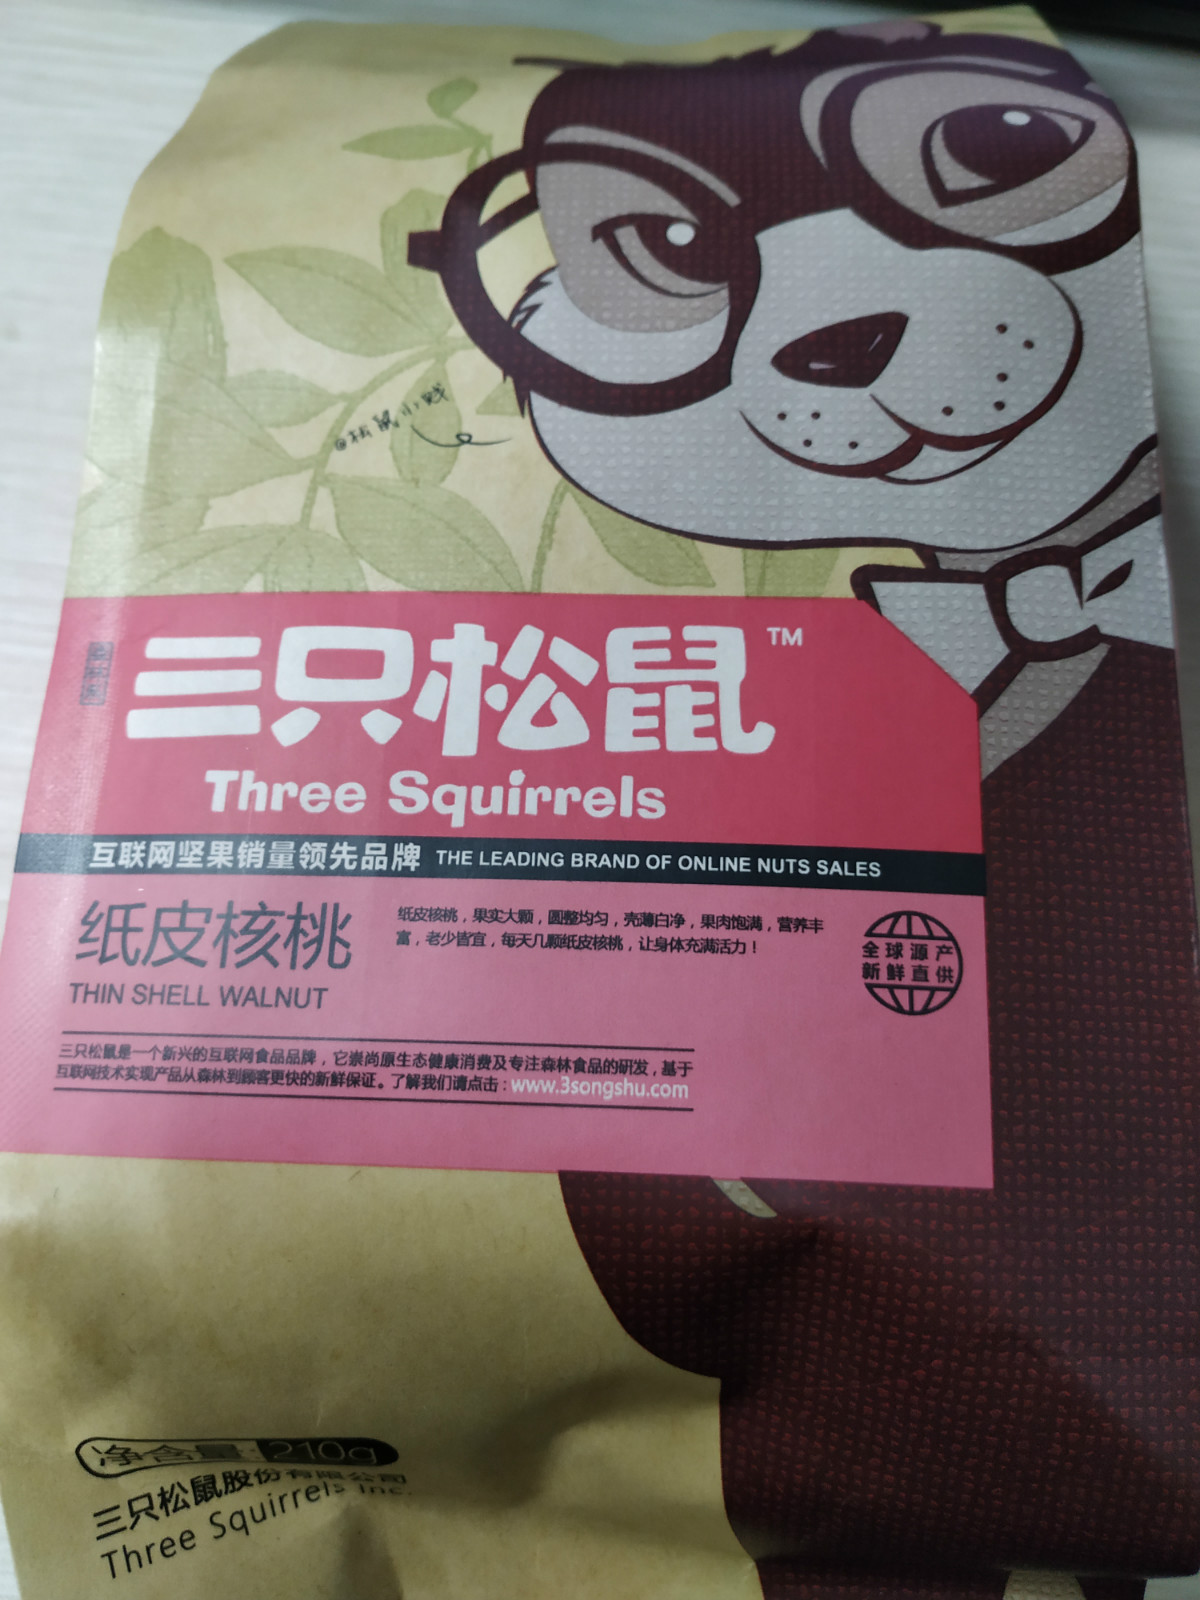 @松鼠小贱
三只松鼠™
Three Squirrels
互联网坚果销量领先品牌 THE LEADING BRAND OF ONLINE NUTS SALES
纸皮核桃
THIN SHELL WALNUT
纸皮核桃，果实大颗，圆整均匀，壳薄白净，果肉饱满，营养丰
富，老少皆宜，每天几颗纸皮核桃，让身体充满活力！
全球源产
新鲜直供
三只松鼠是一个新兴的互联网食品品牌，它崇尚原生态健康消费及专注森林食品的研发，基于
互联网技术实现产品从森林到顾客更快的新鲜保证。了解我们请点击：www.3songshu.com
净含量：210g
三只松鼠股份有限公司
Three Squirrels Inc.